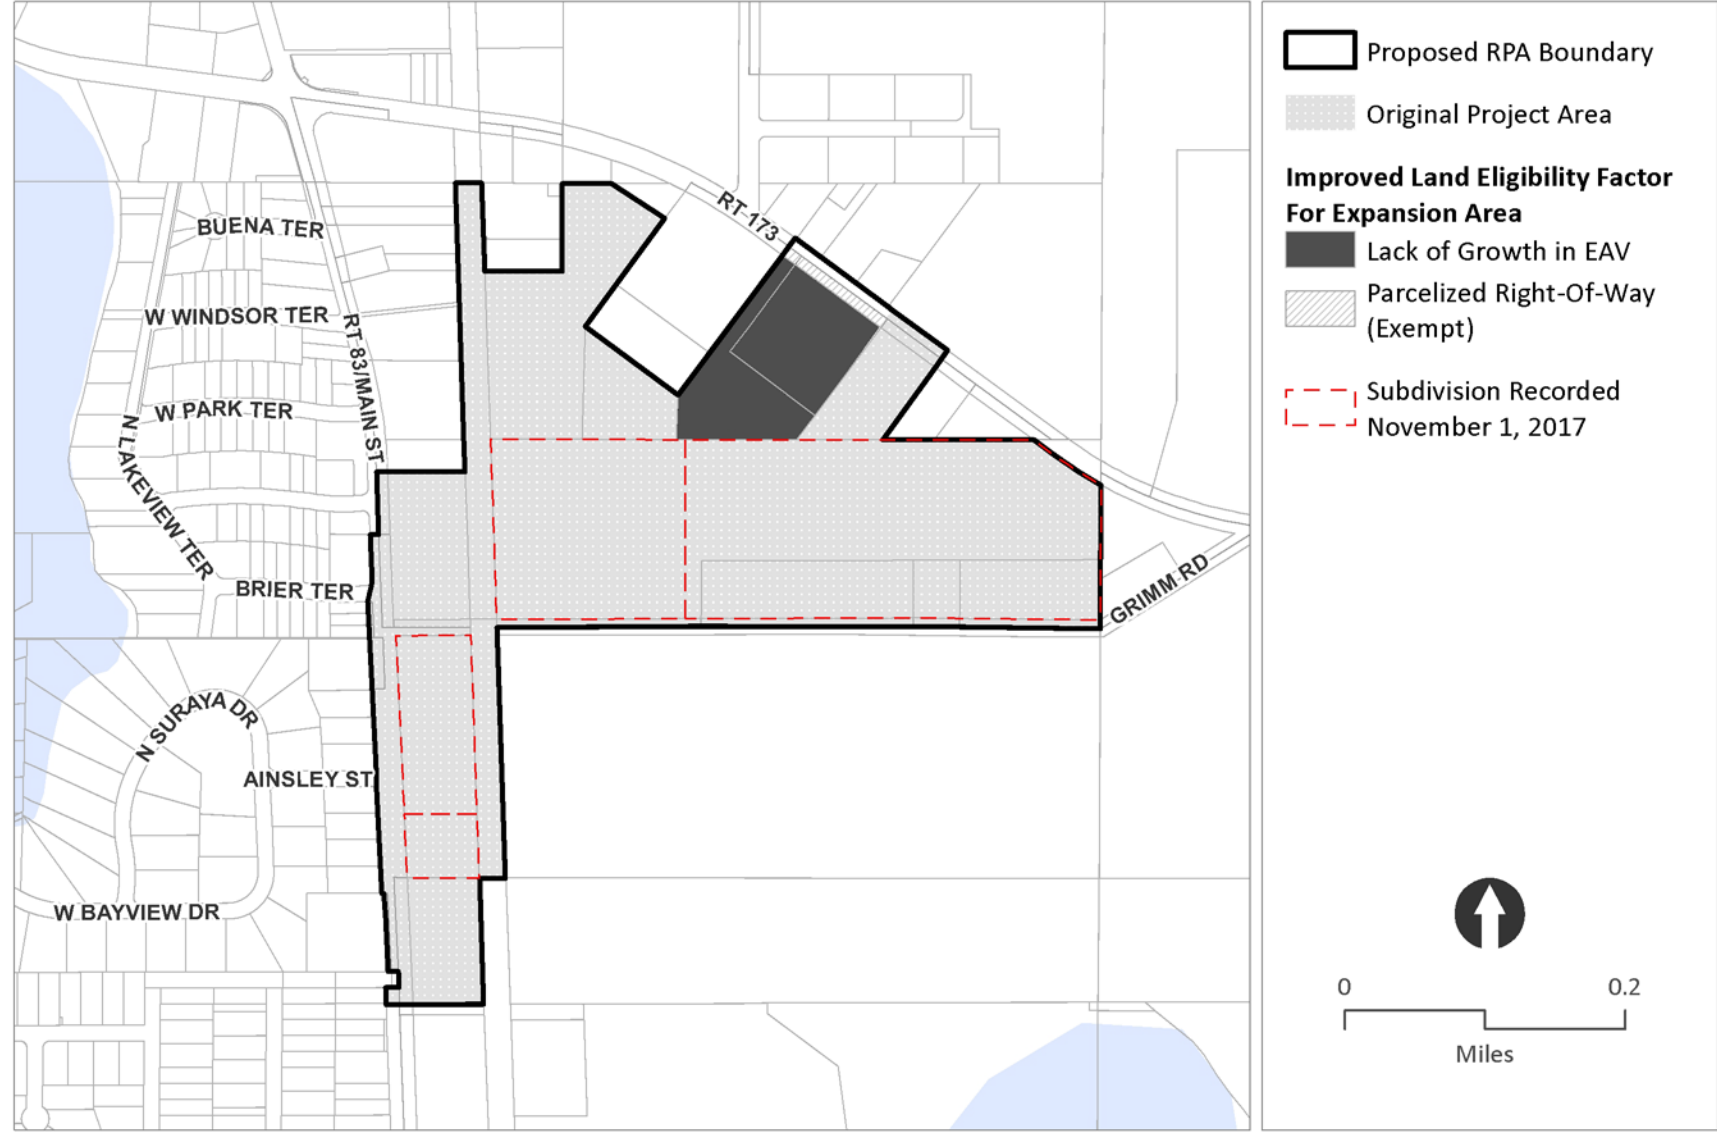 RT 173
BUENA TER
W WINDSOR TER
RT 83/MAIN ST
W PARK TER
N LAKEVIEW TER
BRIER TER
GRIMM RD
N SURAYA DR
AINSLEY ST
W BAYVIEW DR
Proposed RPA Boundary
Original Project Area
Improved Land Eligibility Factor
For Expansion Area
Lack of Growth in EAV
Parcelized Right-Of-Way
(Exempt)
Subdivision Recorded
November 1, 2017
0 0.2
Miles